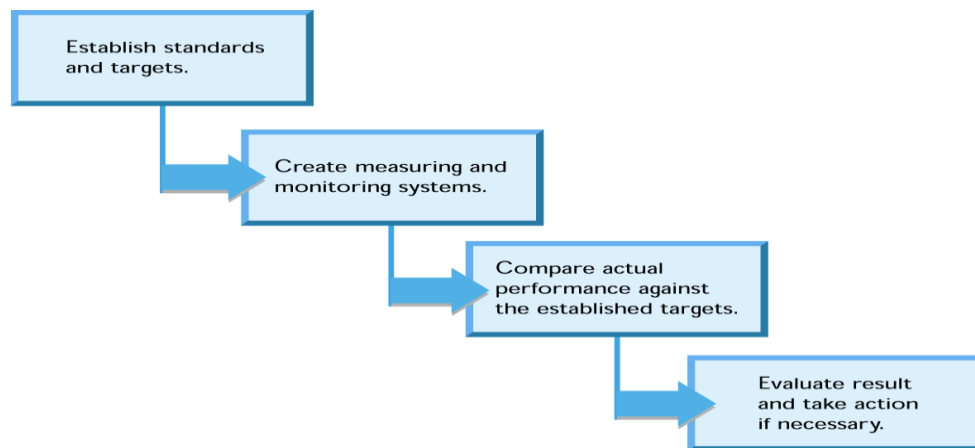 Establish standards
and targets.
Create measuring and
monitoring systems.
Compare actual
performance against
the established targets.
Evaluate result
and take action
if necessary.